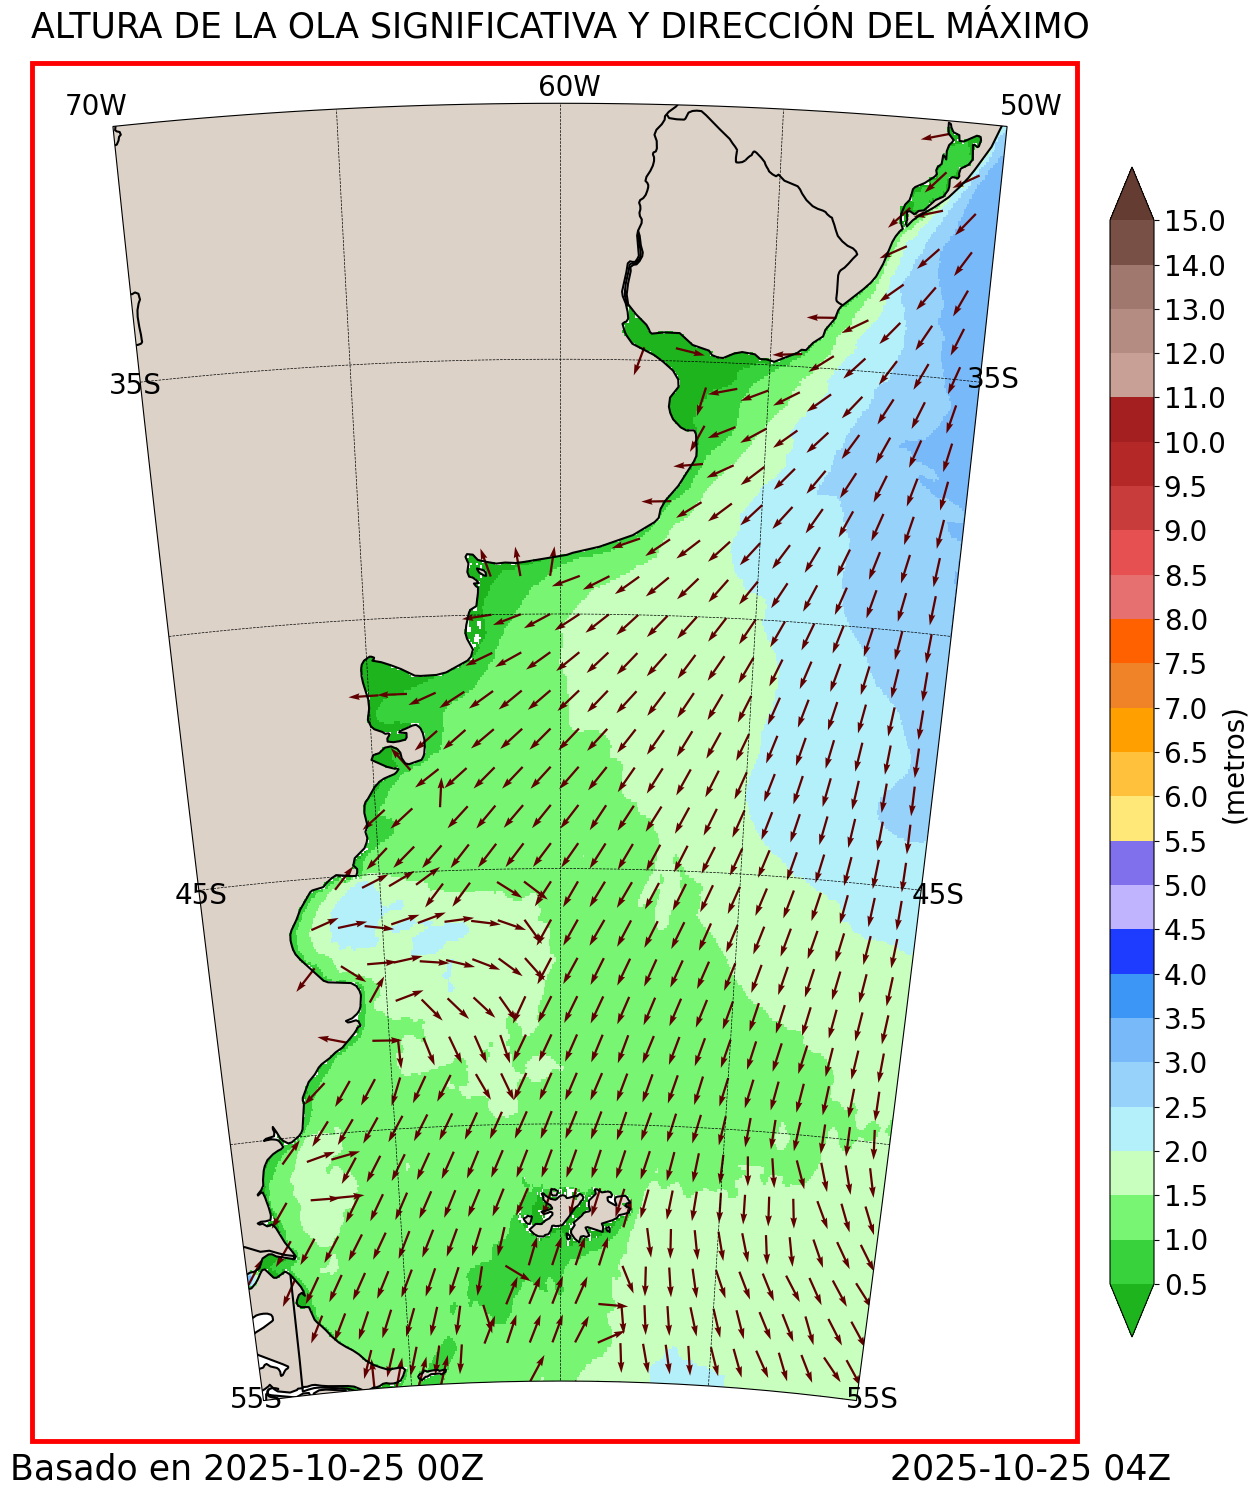 ALTURA DE LA OLA SIGNIFICATIVA Y DIRECCIÓN DEL MÁXIMO
70W
60W
50W
35S
35S
45S
45S
55S
55S
15.0
14.0
13.0
12.0
11.0
10.0
9.5
9.0
8.5
8.0
7.5
7.0
6.5
6.0
5.5
5.0
4.5
4.0
3.5
3.0
2.5
2.0
1.5
1.0
0.5
(metros)
Basado en 2025-10-25 00Z
2025-10-25 04Z